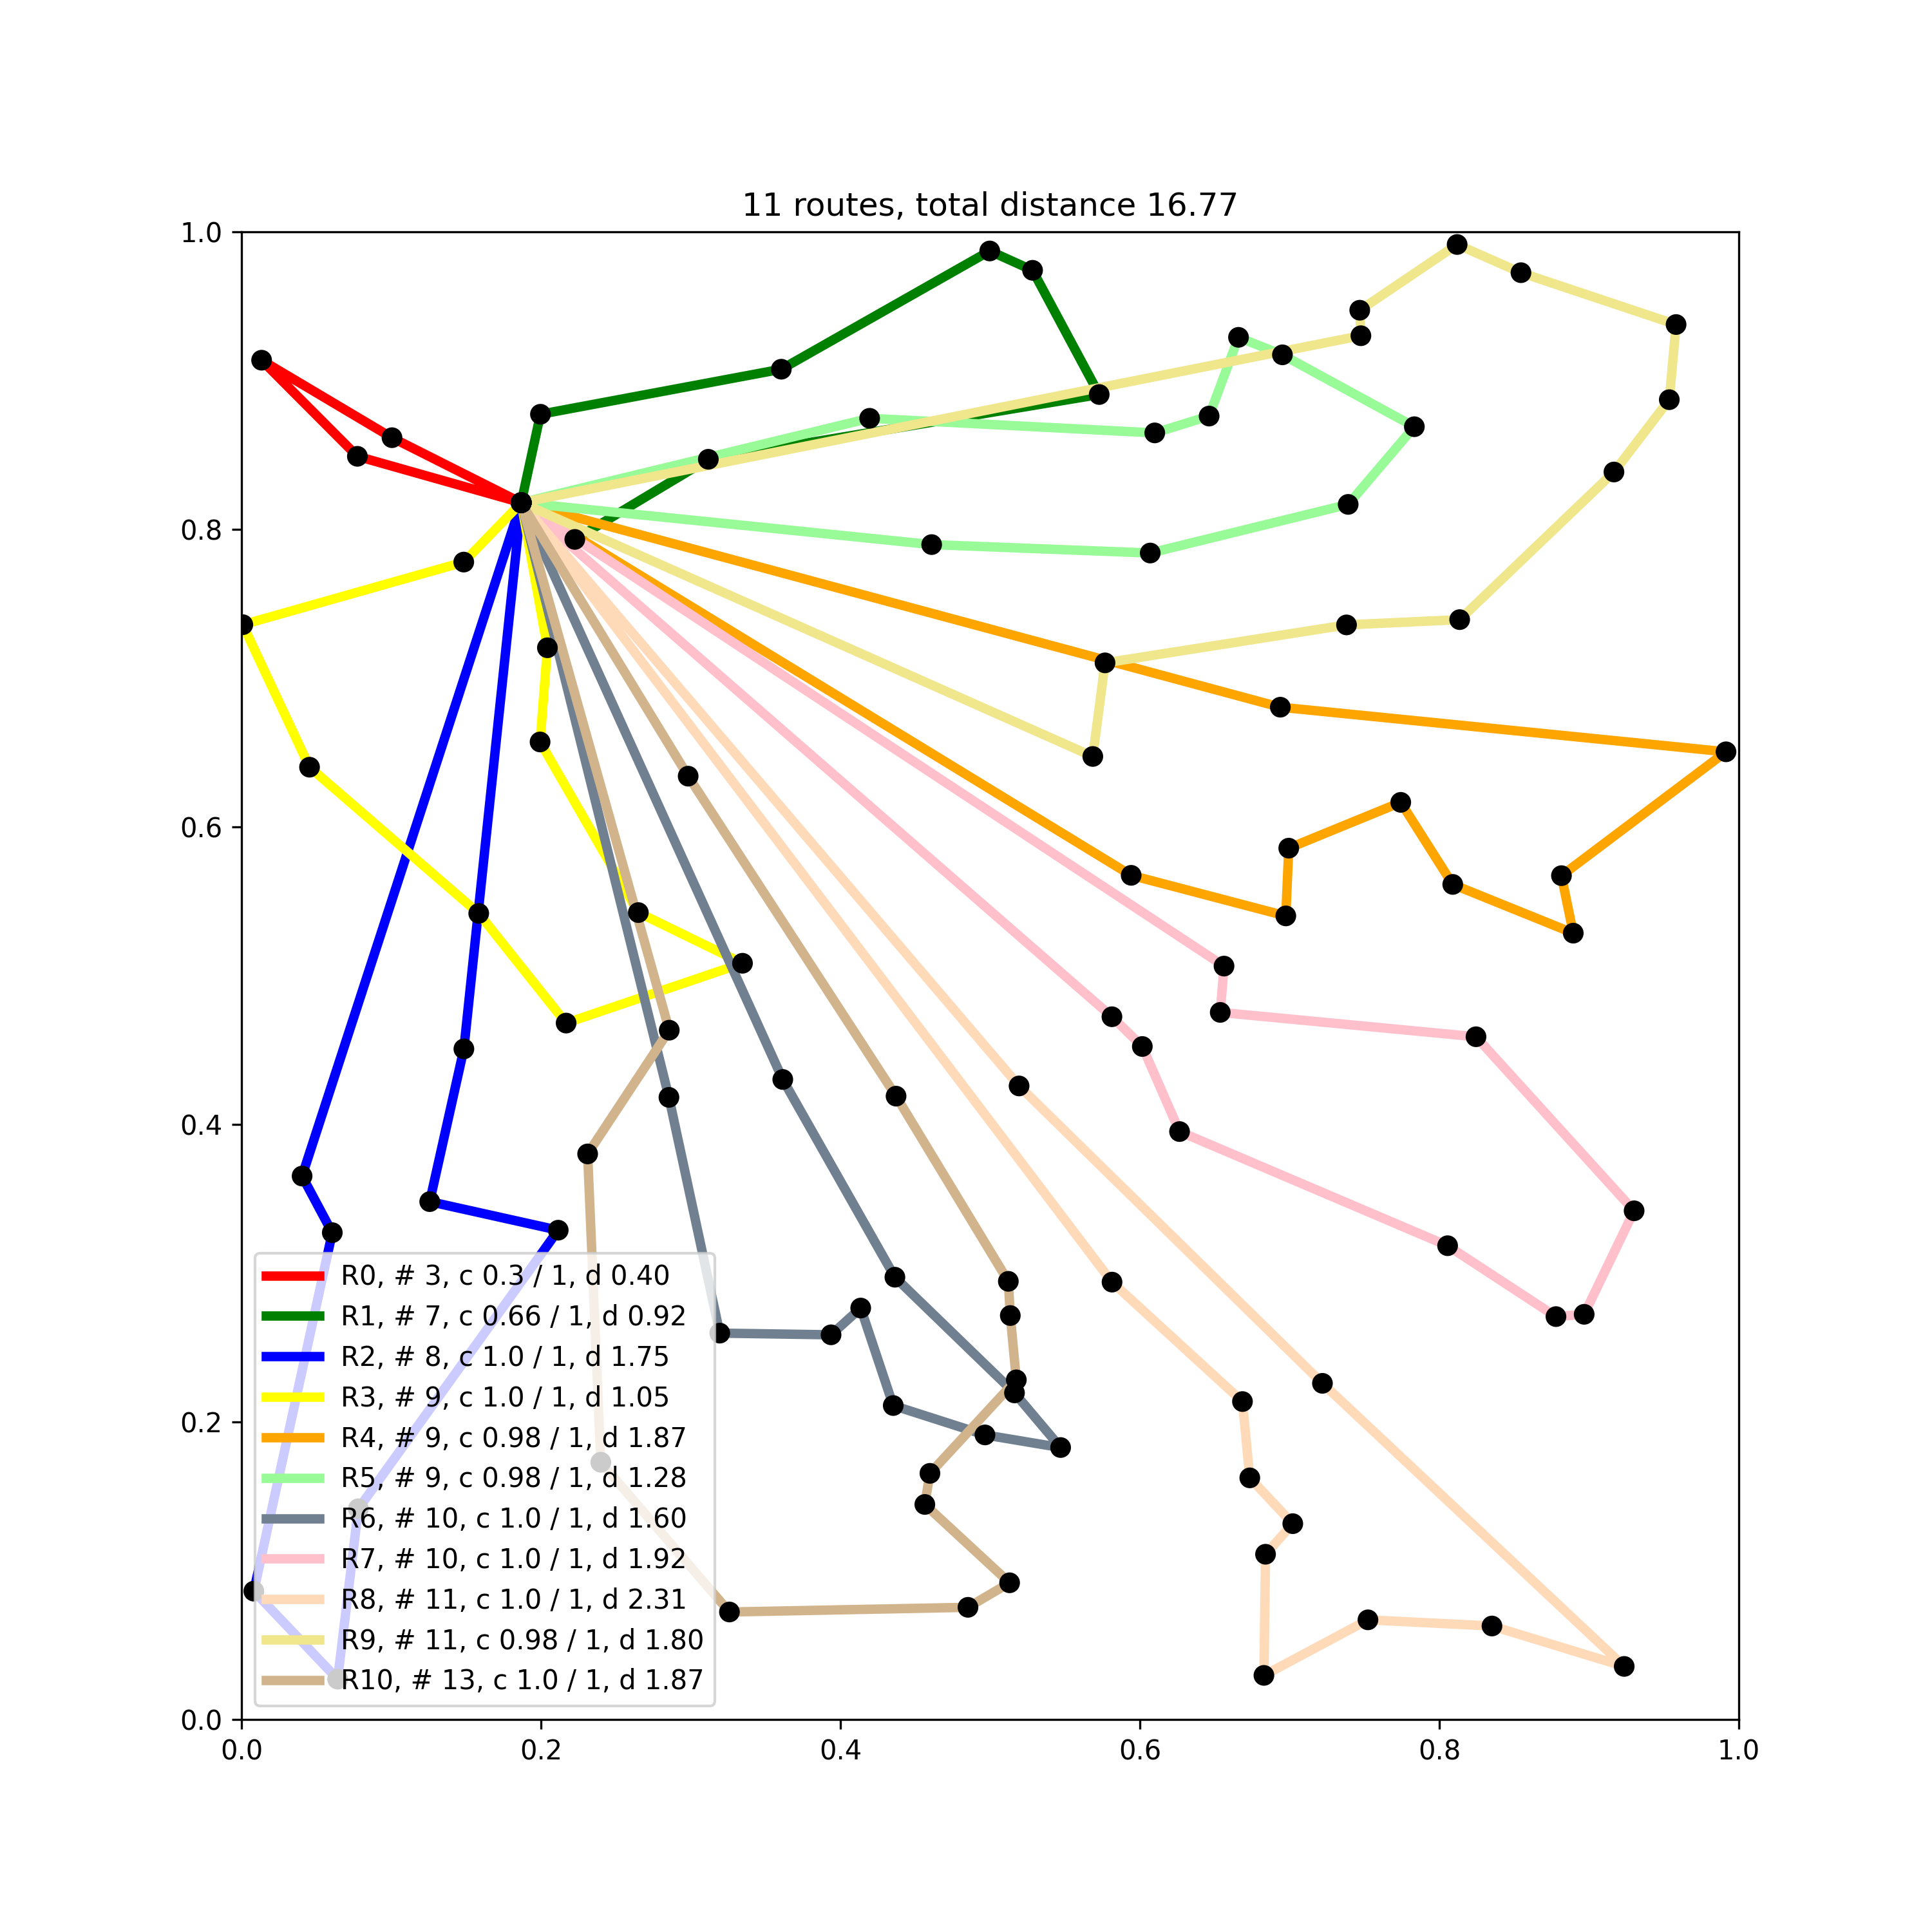 11 routes, total distance 16.77
1.0
0.8
0.6
0.4
0.2
0.0
R0, # 3, c 0.3 / 1, d 0.40
R1, # 7, c 0.66 / 1, d 0.92
R2, # 8, c 1.0 / 1, d 1.75
R3, # 9, c 1.0 / 1, d 1.05
R4, # 9, c 0.98 / 1, d 1.87
R5, # 9, c 0.98 / 1, d 1.28
R6, # 10, c 1.0 / 1, d 1.60
R7, # 10, c 1.0 / 1, d 1.92
R8, # 11, c 1.0 / 1, d 2.31
R9, # 11, c 0.98 / 1, d 1.80
R10, # 13, c 1.0 / 1, d 1.87
0.0 0.2 0.4 0.6 0.8 1.0